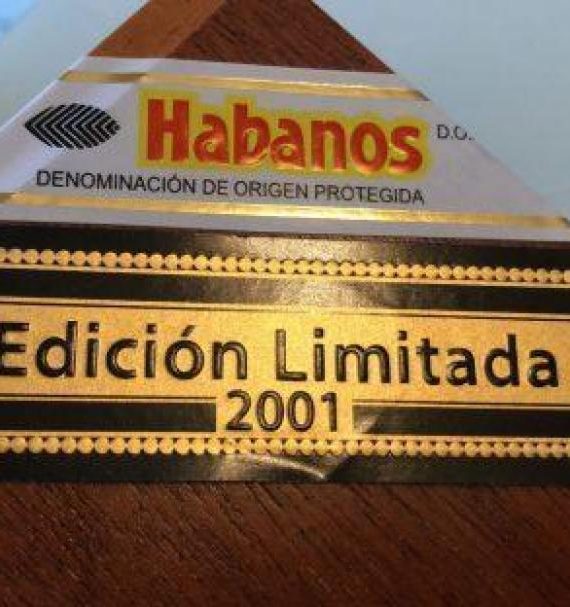 Habanos D.O.
DENOMINACIÓN DE ORIGEN PROTEGIDA
Edición Limitada
2001